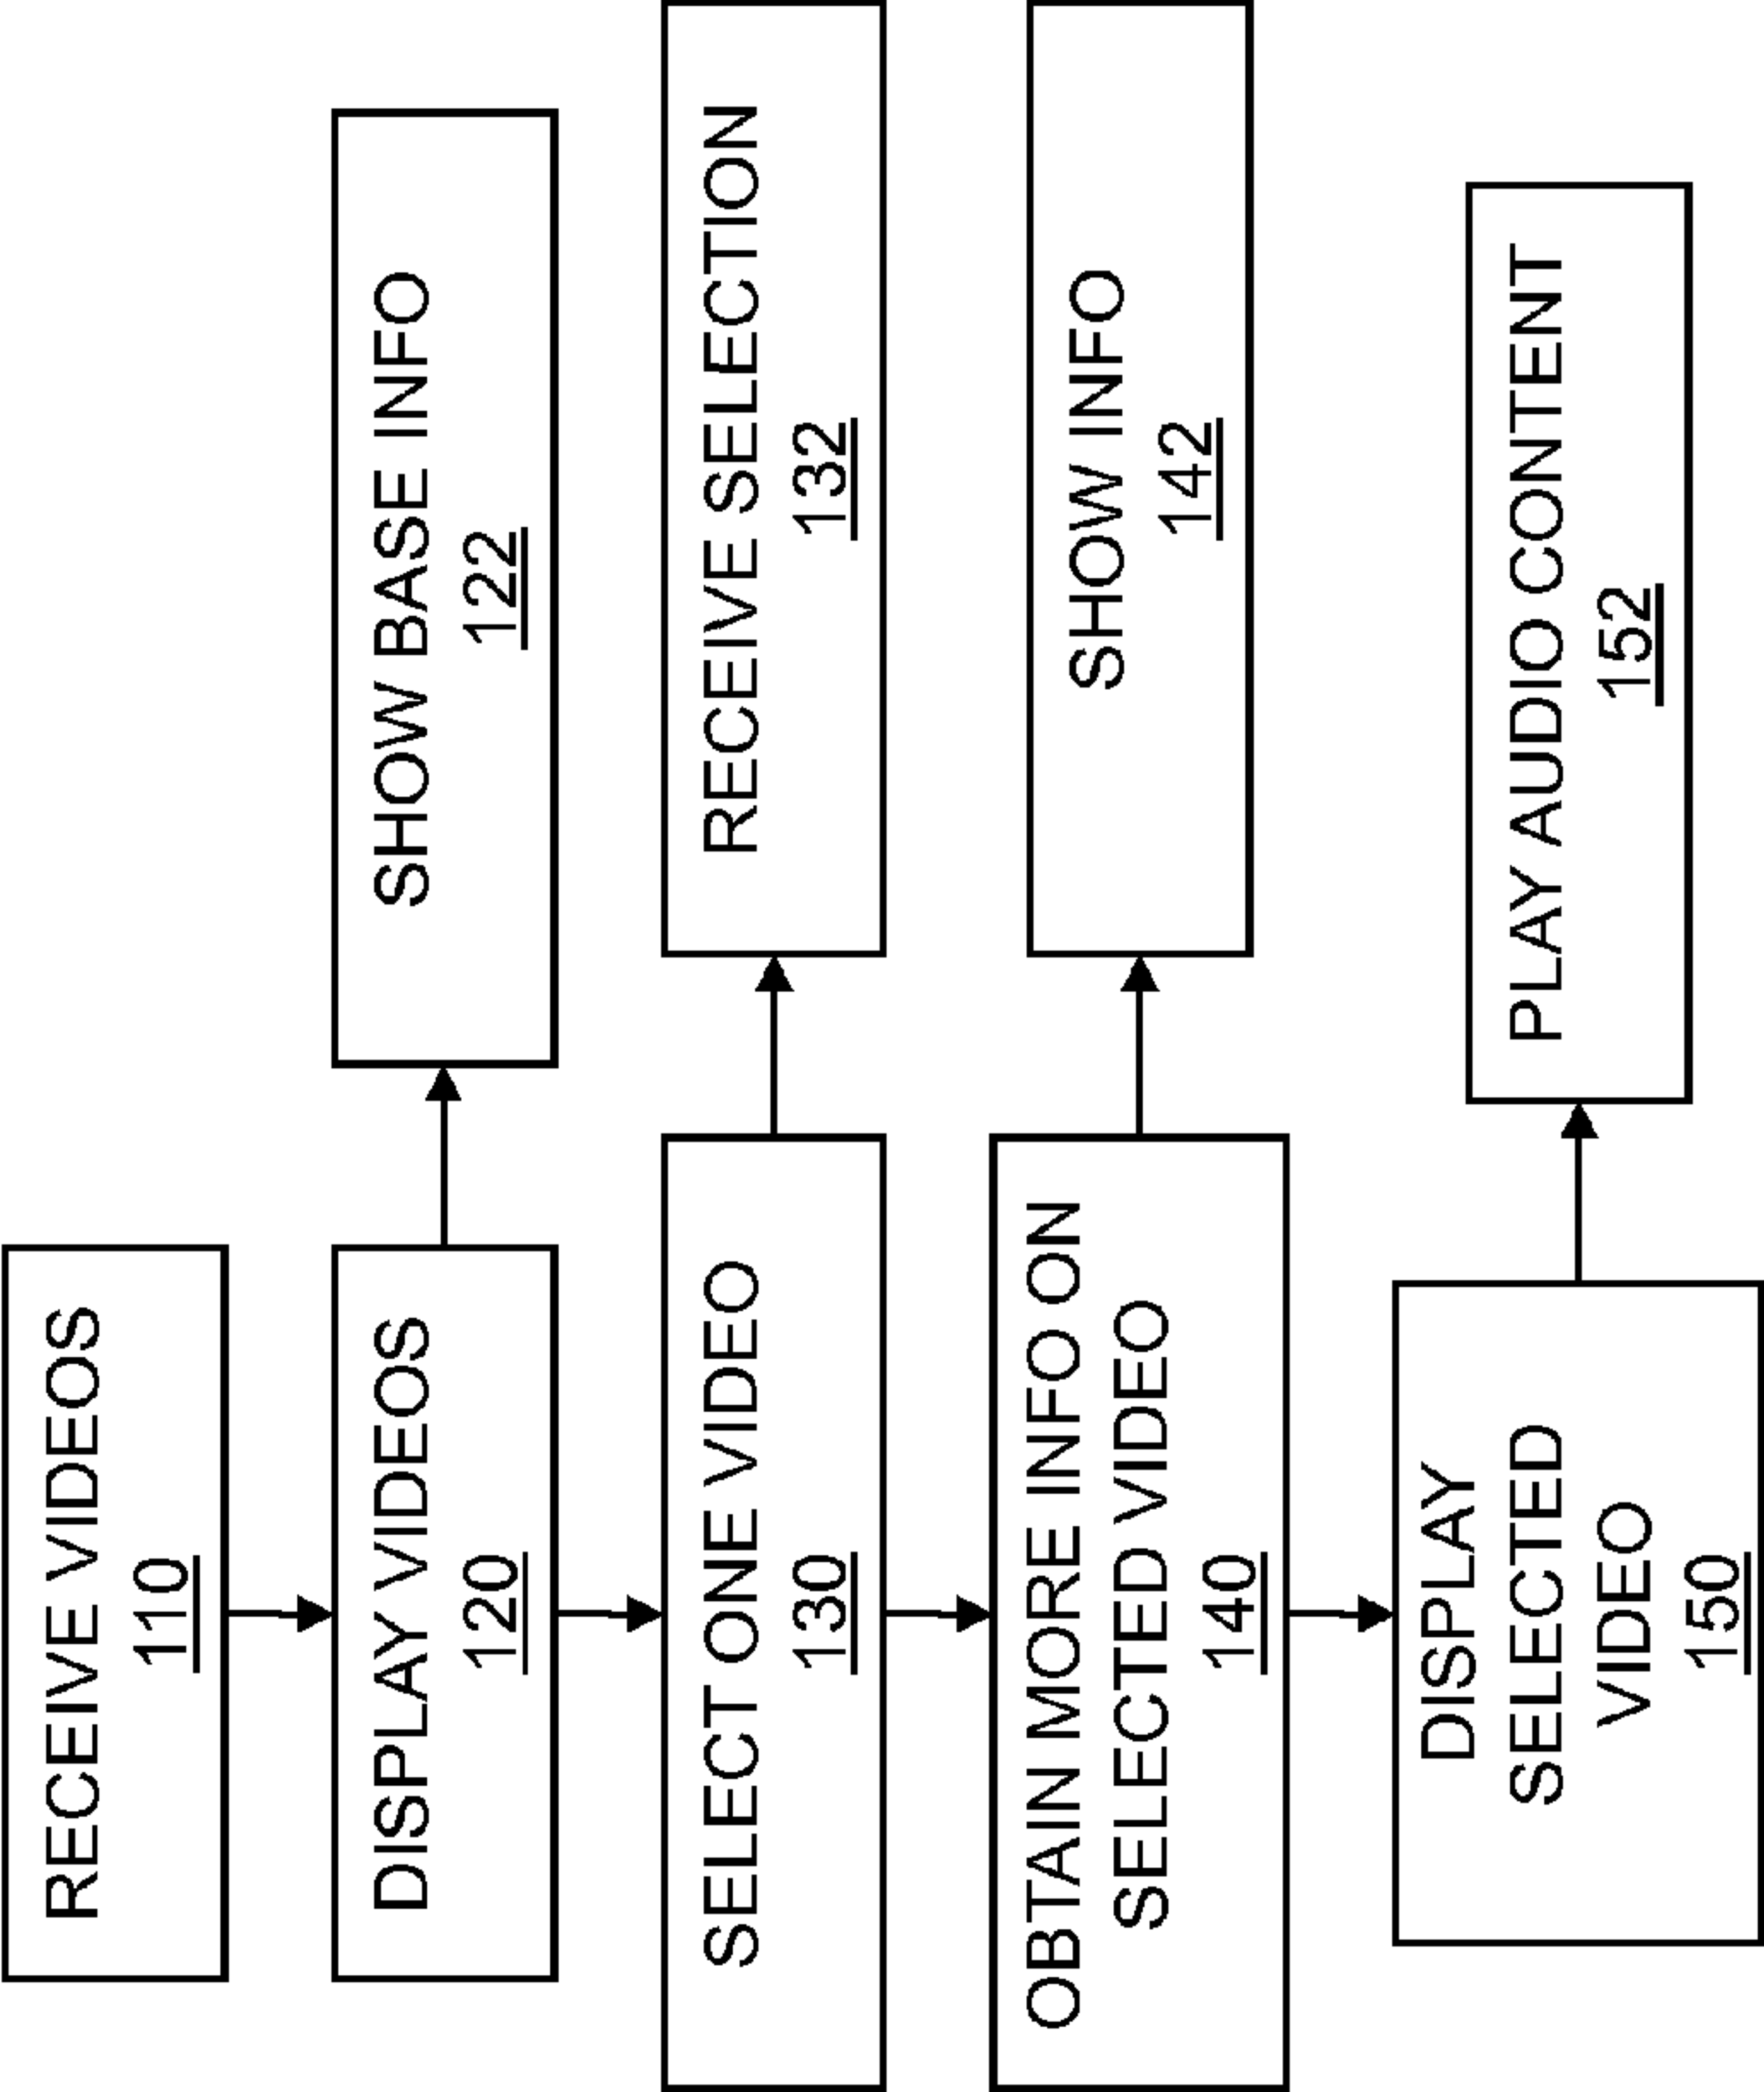 RECEIVE VIDEOS
110
DISPLAY VIDEOS
120
SHOW BASE INFO
122
SELECT ONE VIDEO
130
RECEIVE SELECTION
132
OBTAIN MORE INFO ON
SELECTED VIDEO
140
SHOW INFO
142
DISPLAY
SELECTED
VIDEO
150
PLAY AUDIO CONTENT
152